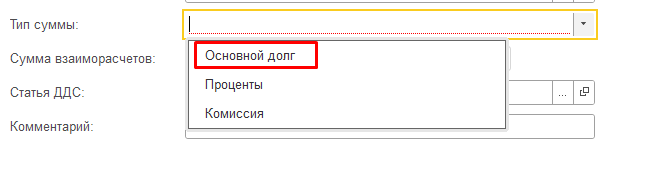 Тип суммы:
Основной долг
Сумма взаиморасчетов:
Проценты
Статья ДДС:
...
Комиссия
Комментарий: